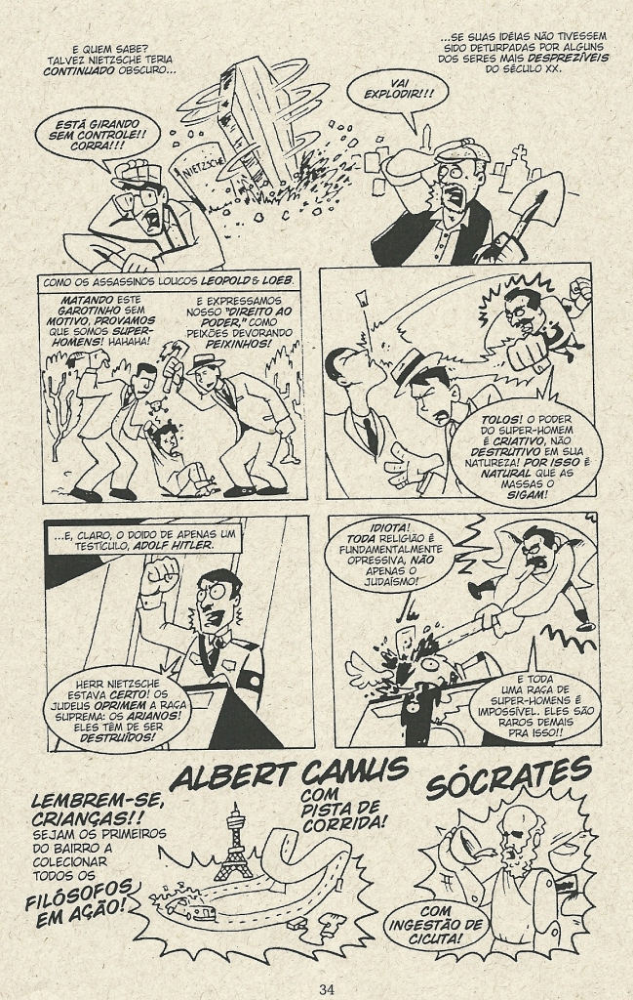 E QUEM SABE?
TALVEZ NIETZSCHE TERIA
CONTINUADO OBSCURO...
...SE SUAS IDÉIAS NÃO TIVESSEM
SIDO DETURPADAS POR ALGUNS
DOS SERES MAIS DESPREZÍVEIS
DO SÉCULO XX.
ESTÁ GIRANDO
SEM CONTROLE!!
CORRA!!!
NIETZSCHE
VAI
EXPLODIR!!!
COMO OS ASSASSINOS LOUCOS LEOPOLD & LOEB.
MATANDO ESTE
GAROTINHO SEM
MOTIVO, PROVAMOS
QUE SOMOS SUPER-
HOMENS! HAHAHA!
E EXPRESSAMOS
NOSSO "DIREITO AO
PODER," COMO
PEIXÕES DEVORANDO
PEIXINHOS!
TOLOS! O PODER
DO SUPER-HOMEM
É CRIATIVO, NÃO
DESTRUTIVO EM SUA
NATUREZA! POR ISSO É
NATURAL QUE AS
MASSAS O
SIGAM!
...E, CLARO, O DOIDO DE APENAS UM
TESTÍCULO, ADOLF HITLER.
HERR NIETZSCHE
ESTAVA CERTO! OS
JUDEUS OPRIMEM A RAÇA
SUPREMA: OS ARIANOS!
ELES TÊM DE SER
DESTRUÍDOS!
IDIOTA!
TODA RELIGIÃO É
FUNDAMENTALMENTE
OPRESSIVA, NÃO
APENAS O
JUDAÍSMO!
E TODA
UMA RAÇA DE
SUPER-HOMENS É
IMPOSSÍVEL. ELES SÃO
RAROS DEMAIS
PRA ISSO!!
LEMBREM-SE,
CRIANÇAS!!
SEJAM OS PRIMEIROS
DO BAIRRO A
COLECIONAR
TODOS OS
FILÓSOFOS
EM AÇÃO!
ALBERT CAMUS
COM
PISTA DE
CORRIDA!
SÓCRATES
COM
INGESTÃO DE
CICUTA!
34